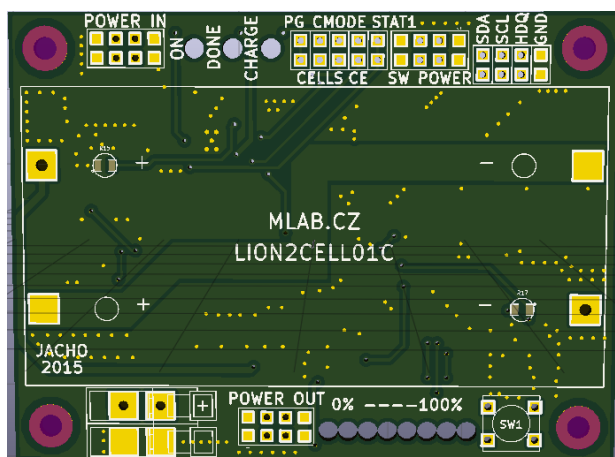 POWER IN
ON
DONE
CHARGE
PG CMODE STAT1
CELLS CE
SW POWER
SDA
SCL
HDQ
GND
+
−
MLAB.CZ
LION2CELL01C
+
−
R17
JACHO
2015
POWER OUT
0% ----100%
SW1
+